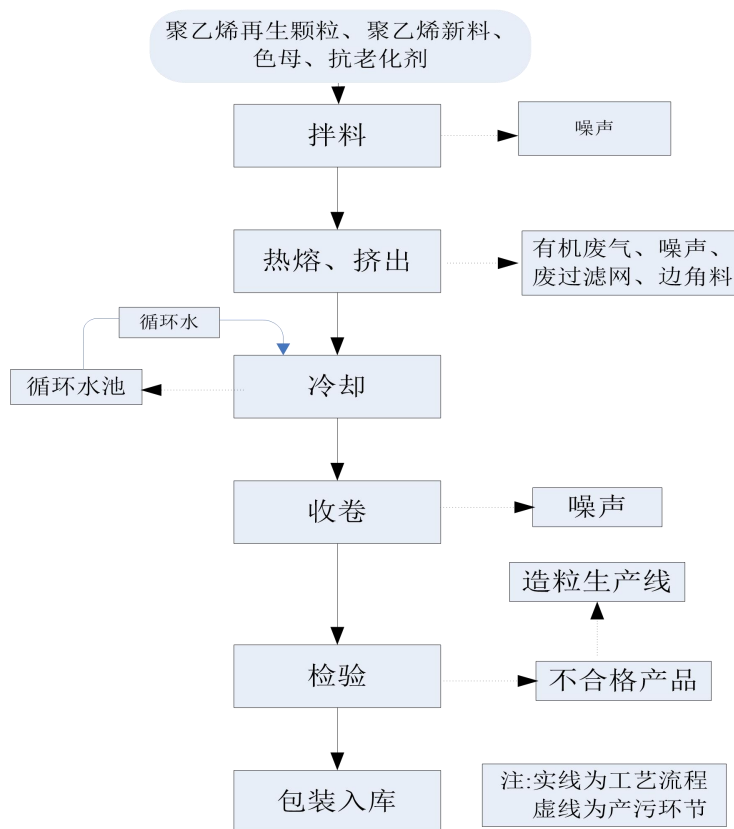 聚乙烯再生颗粒、聚乙烯新料、
色母、抗老化剂
拌料
噪声
热熔、挤出
有机废气、噪声、
废过滤网、边角料
循环水
循环水池
冷却
收卷
噪声
造粒生产线
检验
不合格产品
包装入库
注:实线为工艺流程
虚线为产污环节